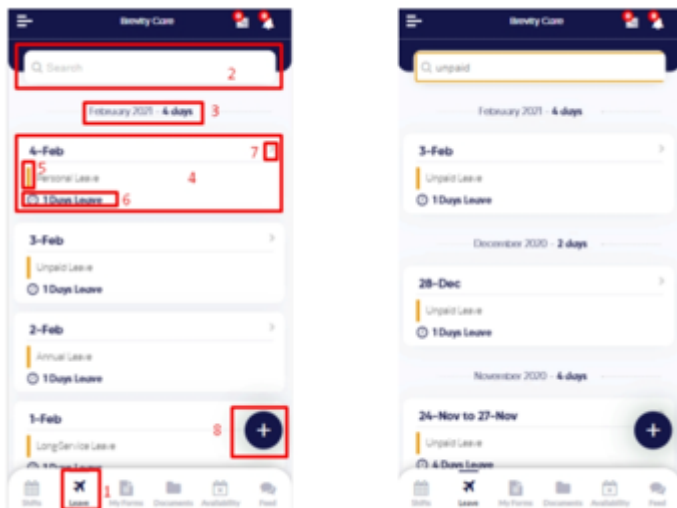 Brevity Care
Search
2
February 2021 - 4 days
3
4-Feb
7
5
Personal Leave
4
1 Days Leave
6
3-Feb
Unpaid Leave
1 Days Leave
2-Feb
Annual Leave
1 Days Leave
1-Feb
Long Service Leave
1 Days Leave
8
+
1
Shifts
Leave
My Forms
Documents
Availability
Feed
Brevity Care
unpaid
February 2021 - 4 days
3-Feb
Unpaid Leave
1 Days Leave
December 2020 - 2 days
28-Dec
Unpaid Leave
1 Days Leave
November 2020 - 4 days
24-Nov to 27-Nov
Unpaid Leave
4 Days Leave
+
Shifts
Leave
My Forms
Documents
Availability
Feed